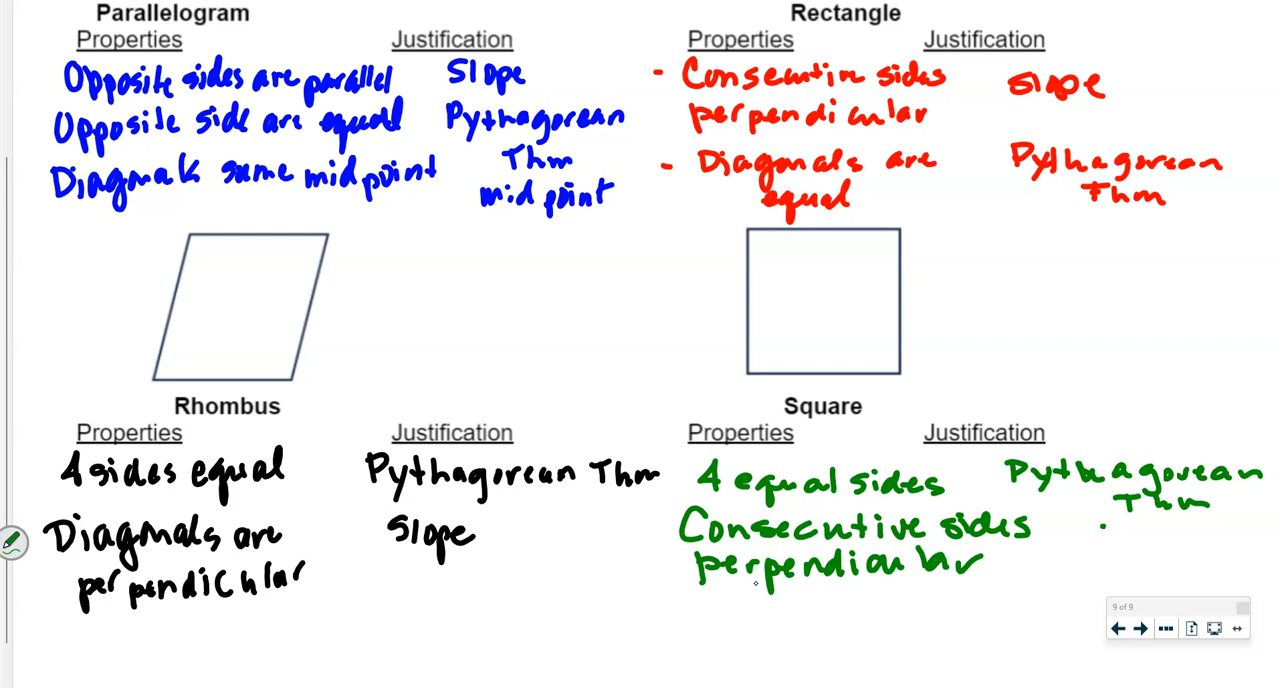 Parallelogram
Properties Justification
Opposite sides are parallel Slope
Opposite side are equal Pythagorean
Thm
Diagonals same midpoint midpoint
Rectangle
Properties Justification
- Consecutive sides Slope
perpendicular
- Diagonals are Pythagorean
equal Thm
Rhombus
Properties Justification
4 sides equal Pythagorean Thm
Diagonals are Slope
perpendicular
Square
Properties Justification
4 equal sides Pythagorean
Thm
Consecutive sides
perpendicular
9 of 9